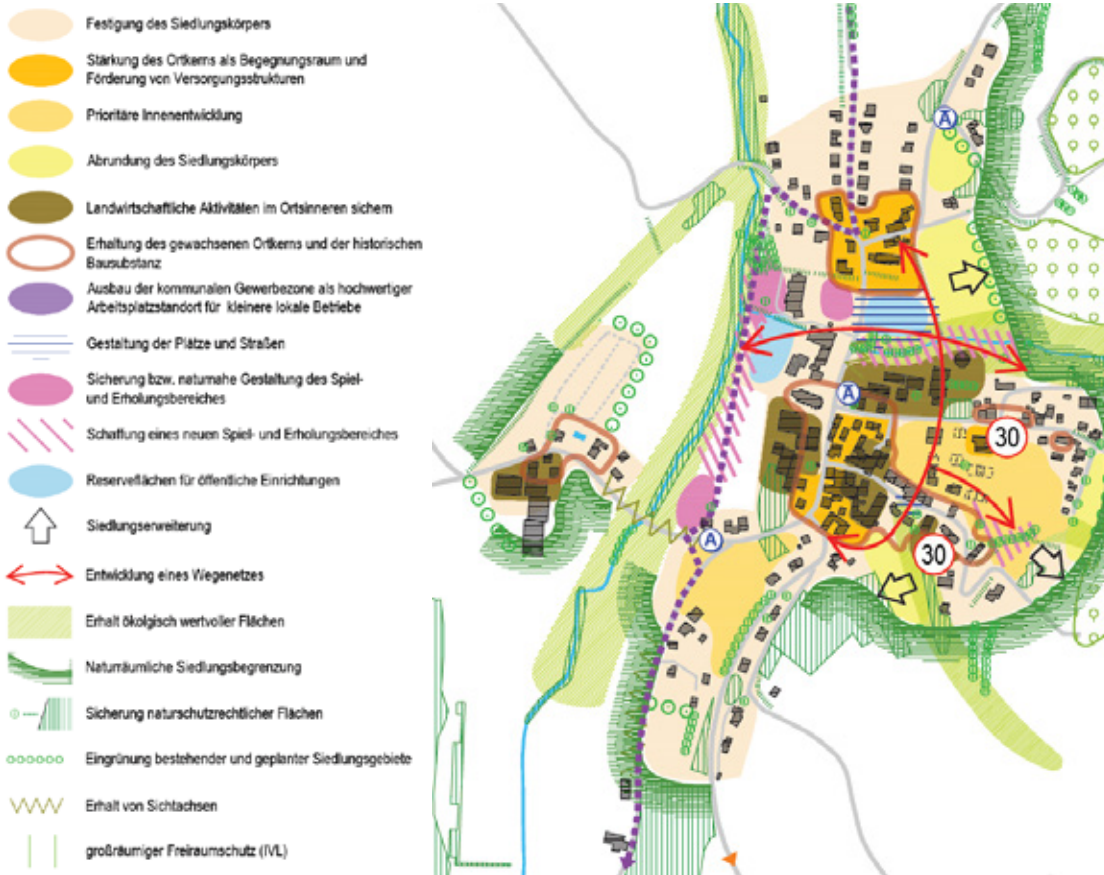 Festigung des Siedlungskörpers
Stärkung des Ortkerns als Begegnungsraum und
Förderung von Versorgungsstrukturen
Prioritäre Innenentwicklung
Abrundung des Siedlungskörpers
Landwirtschaftliche Aktivitäten im Ortsinneren sichern
Erhaltung des gewachsenen Ortkerns und der historischen
Bausubstanz
Ausbau der kommunalen Gewerbezone als hochwertiger
Arbeitsplatzstandort für kleinere lokale Betriebe
Gestaltung der Plätze und Straßen
Sicherung bzw. naturnahe Gestaltung des Spiel-
und Erholungsbereiches
Schaffung eines neuen Spiel- und Erholungsbereiches
Reserveflächen für öffentliche Einrichtungen
Siedlungserweiterung
Entwicklung eines Wegenetzes
Erhalt ökolgisch wertvoller Flächen
Naturräumliche Siedlungsbegrenzung
Sicherung naturschutzrechtlicher Flächen
Eingrünung bestehender und geplanter Siedlungsgebiete
Erhalt von Sichtachsen
großräumiger Freiraumschutz (IVL)
A
A
30
A
30